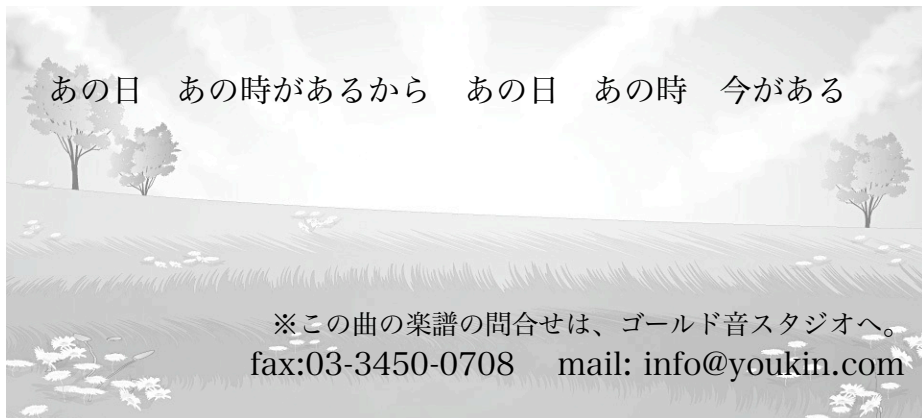 あの日　あの時があるから　あの日　あの時　今がある
※この曲の楽譜の問合せは、ゴールド音スタジオへ。
fax:03-3450-0708　mail: info@youkin.com